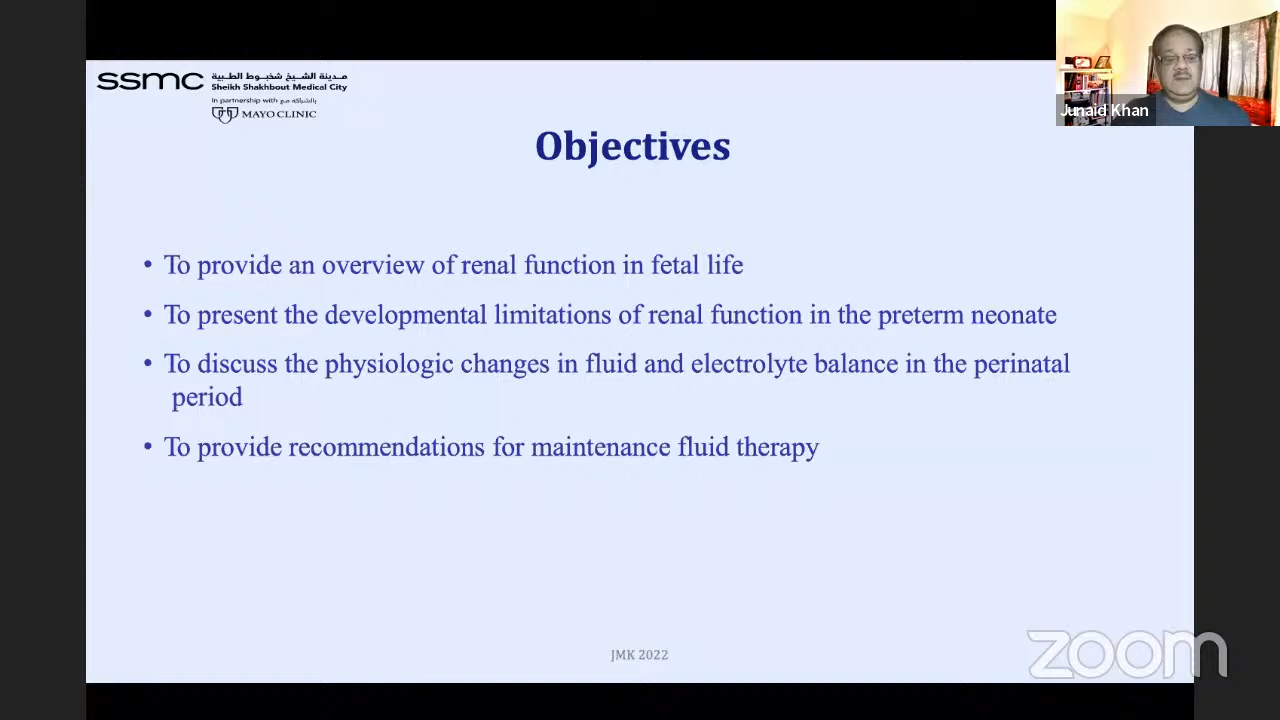 ssmc
مدينة الشيخ شخبوط الطبية
Sheikh Shakhbout Medical City
In partnership with بالشراكة مع
MAYO CLINIC
Junaid Khan
Objectives
• To provide an overview of renal function in fetal life
• To present the developmental limitations of renal function in the preterm neonate
• To discuss the physiologic changes in fluid and electrolyte balance in the perinatal
period
• To provide recommendations for maintenance fluid therapy
JMK 2022
zoom